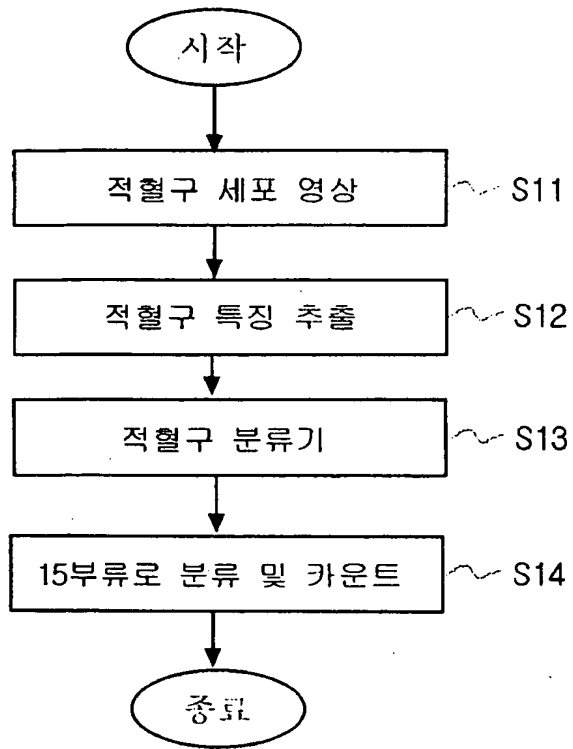 시작
적혈구 세포 영상 S11
적혈구 특징 추출 S12
적혈구 분류기 S13
15부류로 분류 및 카운트 S14
종료